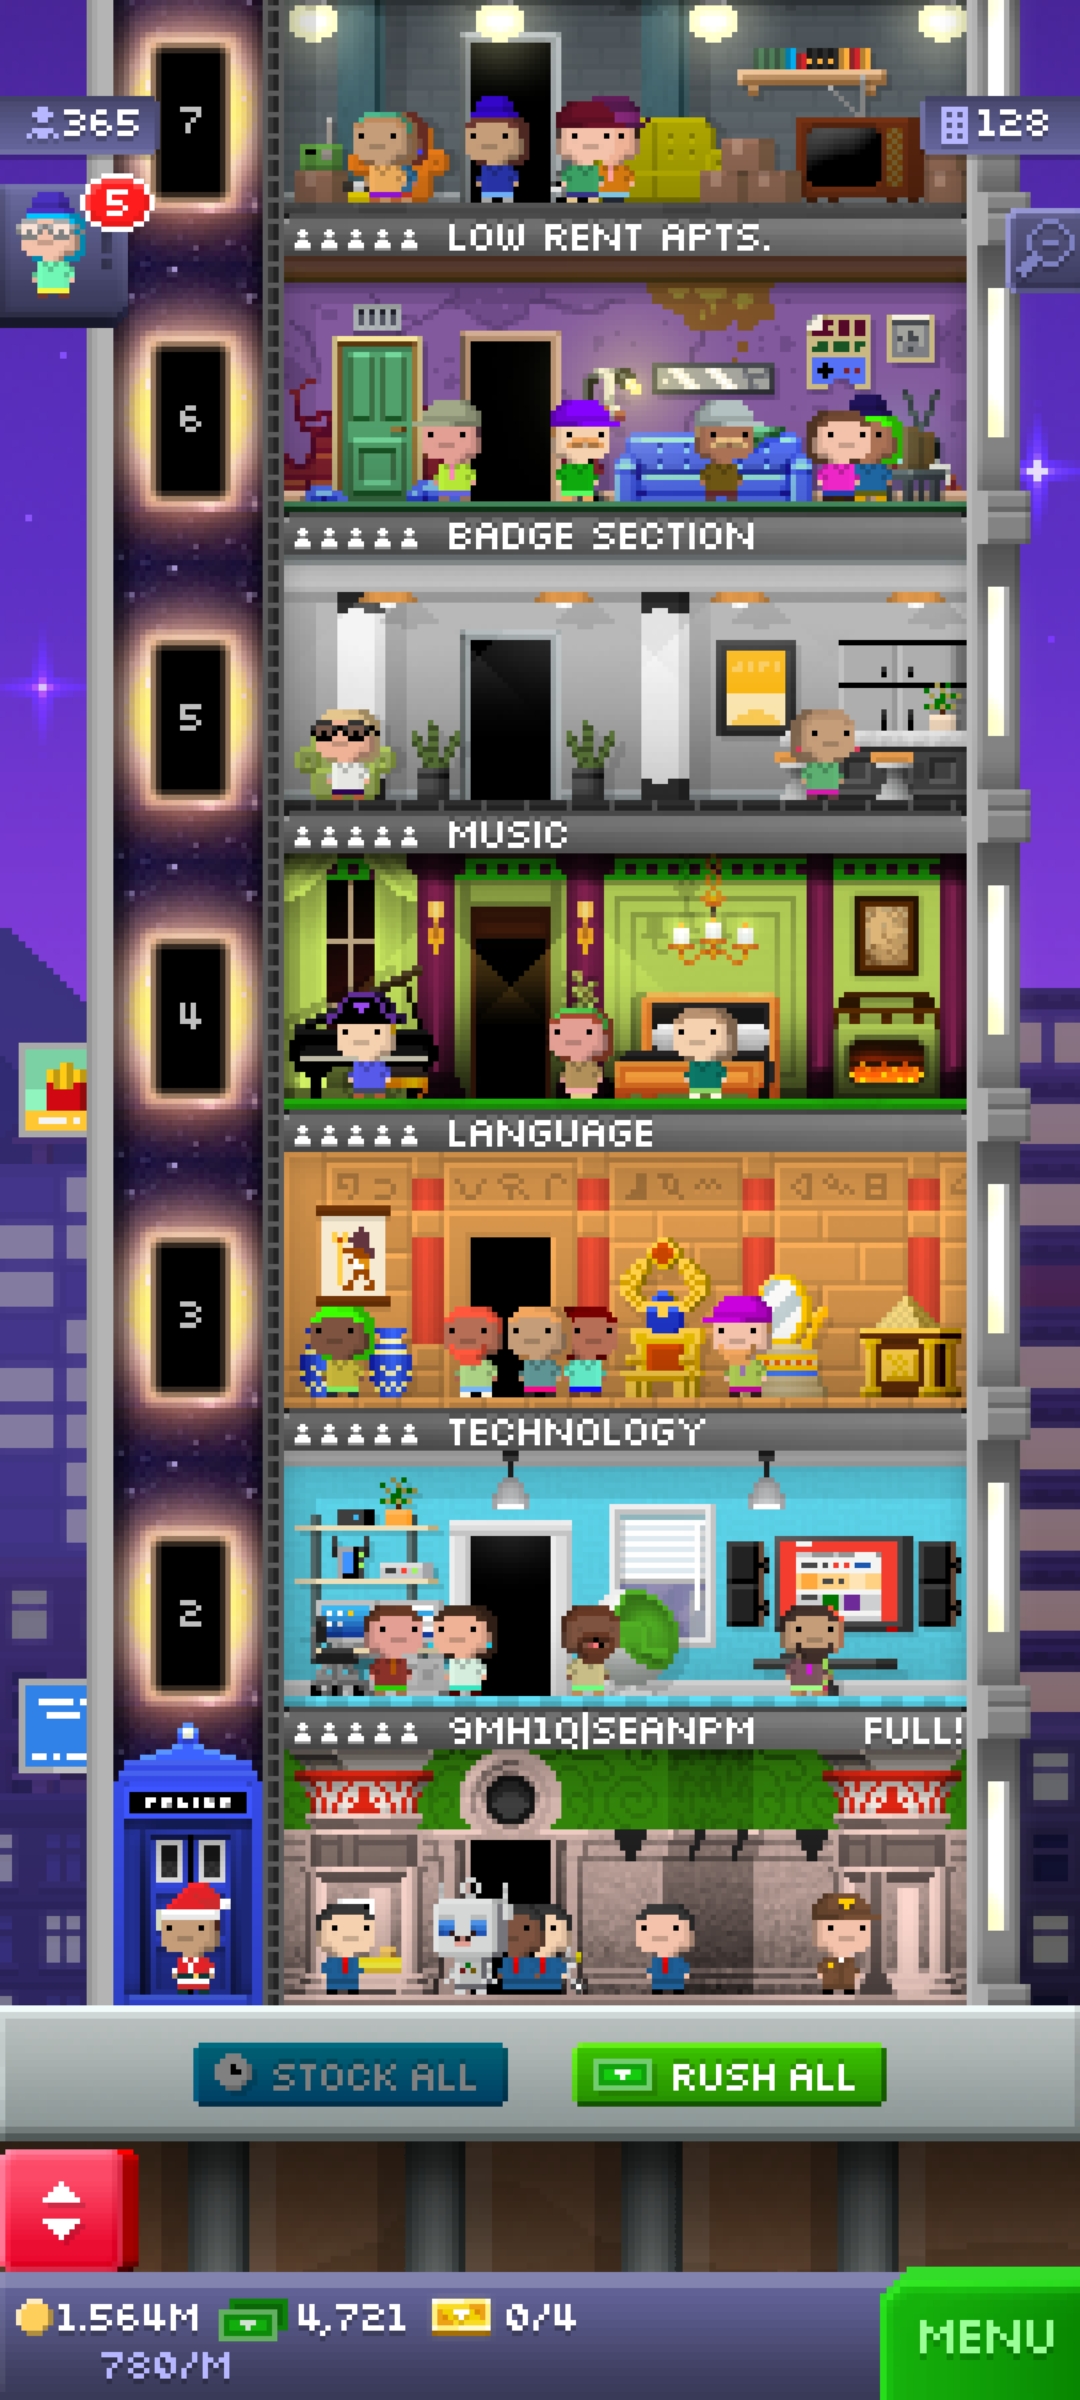 7
365
128
5
LOW RENT APTS.
6
BADGE SECTION
5
MUSIC
4
LANGUAGE
3
TECHNOLOGY
2
9MH1Q|SEANPM FULL!
POLICE
STOCK ALL
RUSH ALL
1.564M 4,721 0/4
780/M
MENU